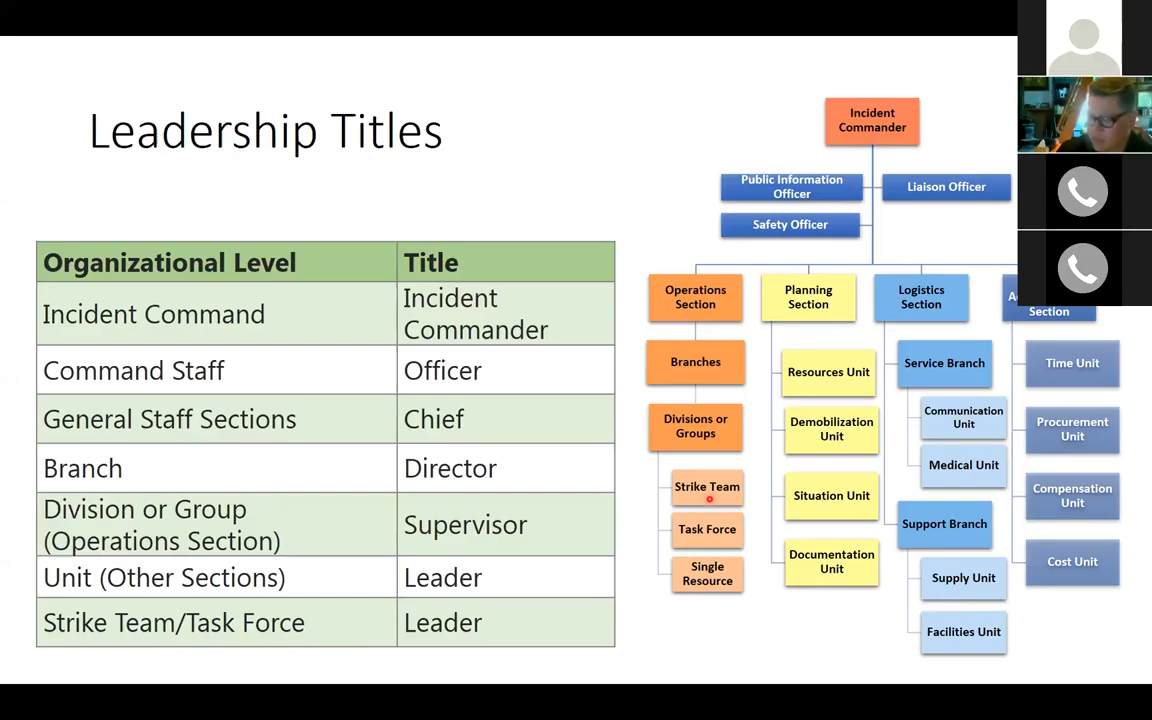 Leadership Titles
Organizational Level Title
Incident Command
Incident
Commander
Command Staff Officer
General Staff Sections Chief
Branch Director
Division or Group
(Operations Section)
Supervisor
Unit (Other Sections) Leader
Strike Team/Task Force Leader
Incident
Commander
Public Information
Officer
Liaison Officer
Safety Officer
Operations
Section
Branches
Divisions or
Groups
Strike Team
Task Force
Single
Resource
Planning
Section
Resources Unit
Demobilization
Unit
Situation Unit
Documentation
Unit
Logistics
Section
Service Branch
Communication
Unit
Medical Unit
Support Branch
Supply Unit
Facilities Unit
Section
Time Unit
Procurement
Unit
Compensation
Unit
Cost Unit